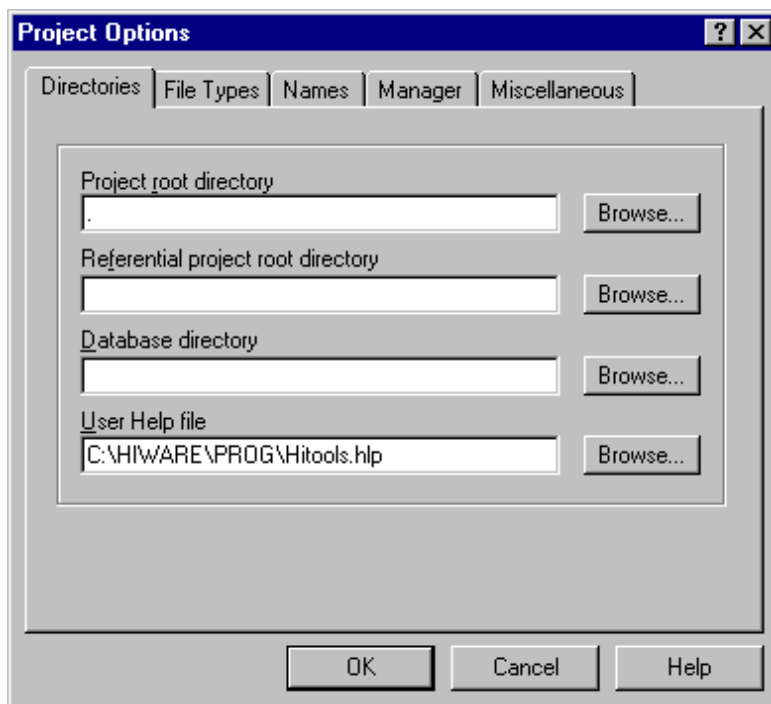 Project Options
Directories File Types Names Manager Miscellaneous
Project root directory
. Browse...
Referential project root directory
Browse...
Database directory
Browse...
User Help file
C:\HIWARE\PROG\Hitools.hlp Browse...
OK Cancel Help